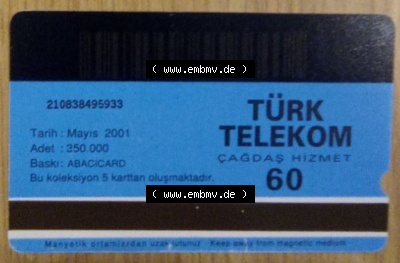 ( www.embmv.de )
210838495933
TÜRK
TELEKOM
ÇAĞDAŞ HİZMET
60
Tarih : Mayıs 2001
Adet : 350.000
Baskı : ABACICARD
Bu koleksiyon 5 karttan oluşmaktadır.
( www.embmv.de )
Manyetik ortamlardan uzak tutunuz - Keep away from magnetic medium